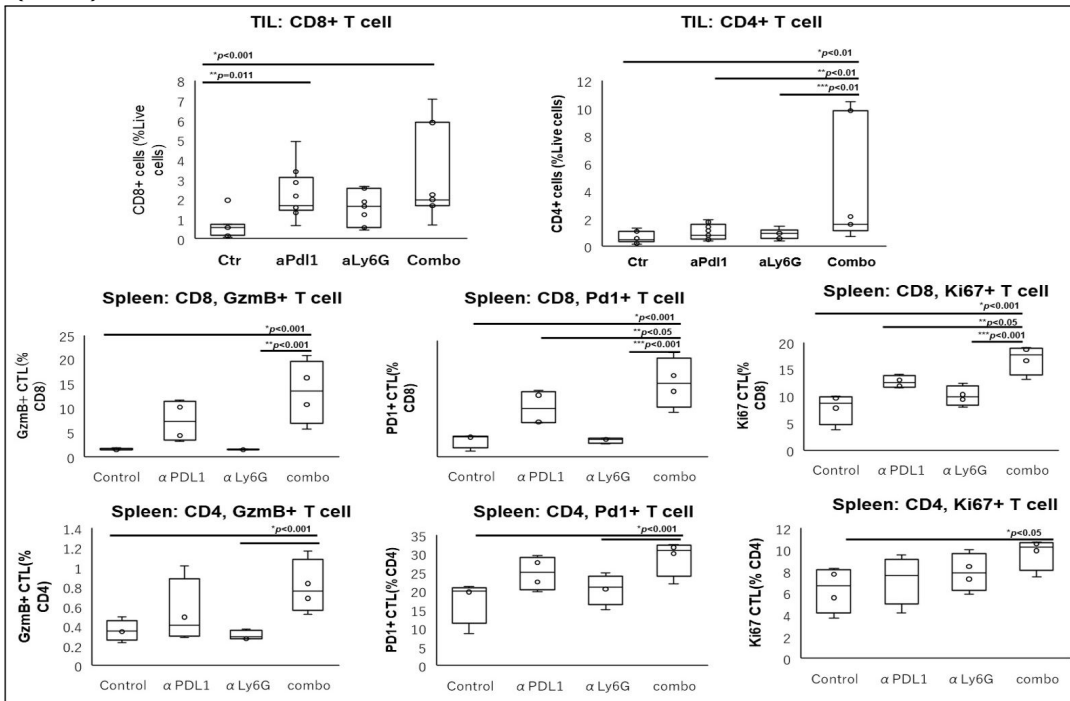 TIL: CD8+ T cell
*p<0.001
**p=0.011
CD8+ cells (%Live
cells)
8
7
6
5
4
3
2
1
0
Ctr aPdl1 aLy6G Combo
TIL: CD4+ T cell
*p<0.01
**p<0.01
***p<0.01
CD4+ cells (%Live cells)
12
10
8
6
4
2
0
Ctr aPdl1 aLy6G Combo
Spleen: CD8, GzmB+ T cell
*p<0.001
**p<0.001
GzmB+ CTL(%
CD8)
25
20
15
10
5
0
Control α PDL1 α Ly6G combo
Spleen: CD8, Pd1+ T cell
*p<0.001
**p<0.05
***p<0.001
PD1+ CTL(%
CD8)
Control α PDL1 α Ly6G combo
Spleen: CD8, Ki67+ T cell
*p<0.001
**p<0.05
***p<0.001
Ki67 CTL(%
CD8)
20
15
10
5
0
Control α PDL1 α Ly6G combo
Spleen: CD4, GzmB+ T cell
*p<0.001
GzmB+ CTL(%
CD4)
1.4
1.2
1
0.8
0.6
0.4
0.2
0
Control α PDL1 α Ly6G combo
Spleen: CD4, Pd1+ T cell
*p<0.001
PD1+ CTL(% CD4)
35
30
25
20
15
10
5
0
Control α PDL1 α Ly6G combo
Spleen: CD4, Ki67+ T cell
*p<0.05
Ki67 CTL(% CD4)
12
10
8
6
4
2
0
Control α PDL1 α Ly6G combo